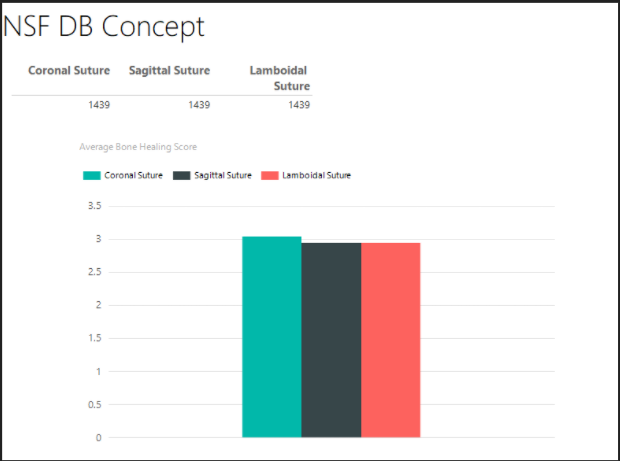 NSF DB Concept
Coronal Suture Sagittal Suture Lamboidal
Suture
1439 1439 1439
Average Bone Healing Score
Coronal Suture Sagittal Suture Lamboidal Suture
3.5
3
2.5
2
1.5
1
0.5
0